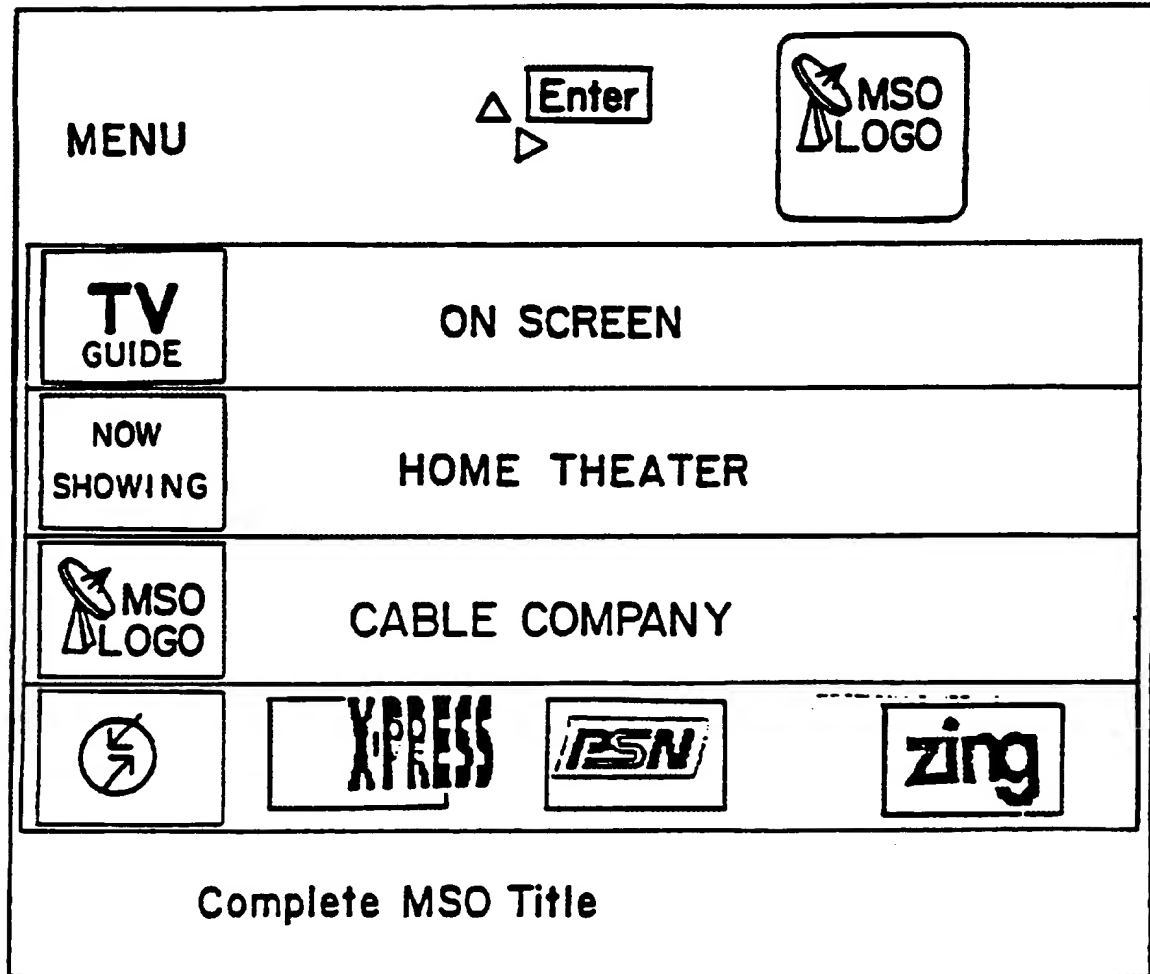 MENU
Enter
MSO
LOGO
TV
GUIDE
ON SCREEN
NOW
SHOWING
HOME THEATER
MSO
LOGO
CABLE COMPANY
X·PRESS
PSN
zing
Complete MSO Title